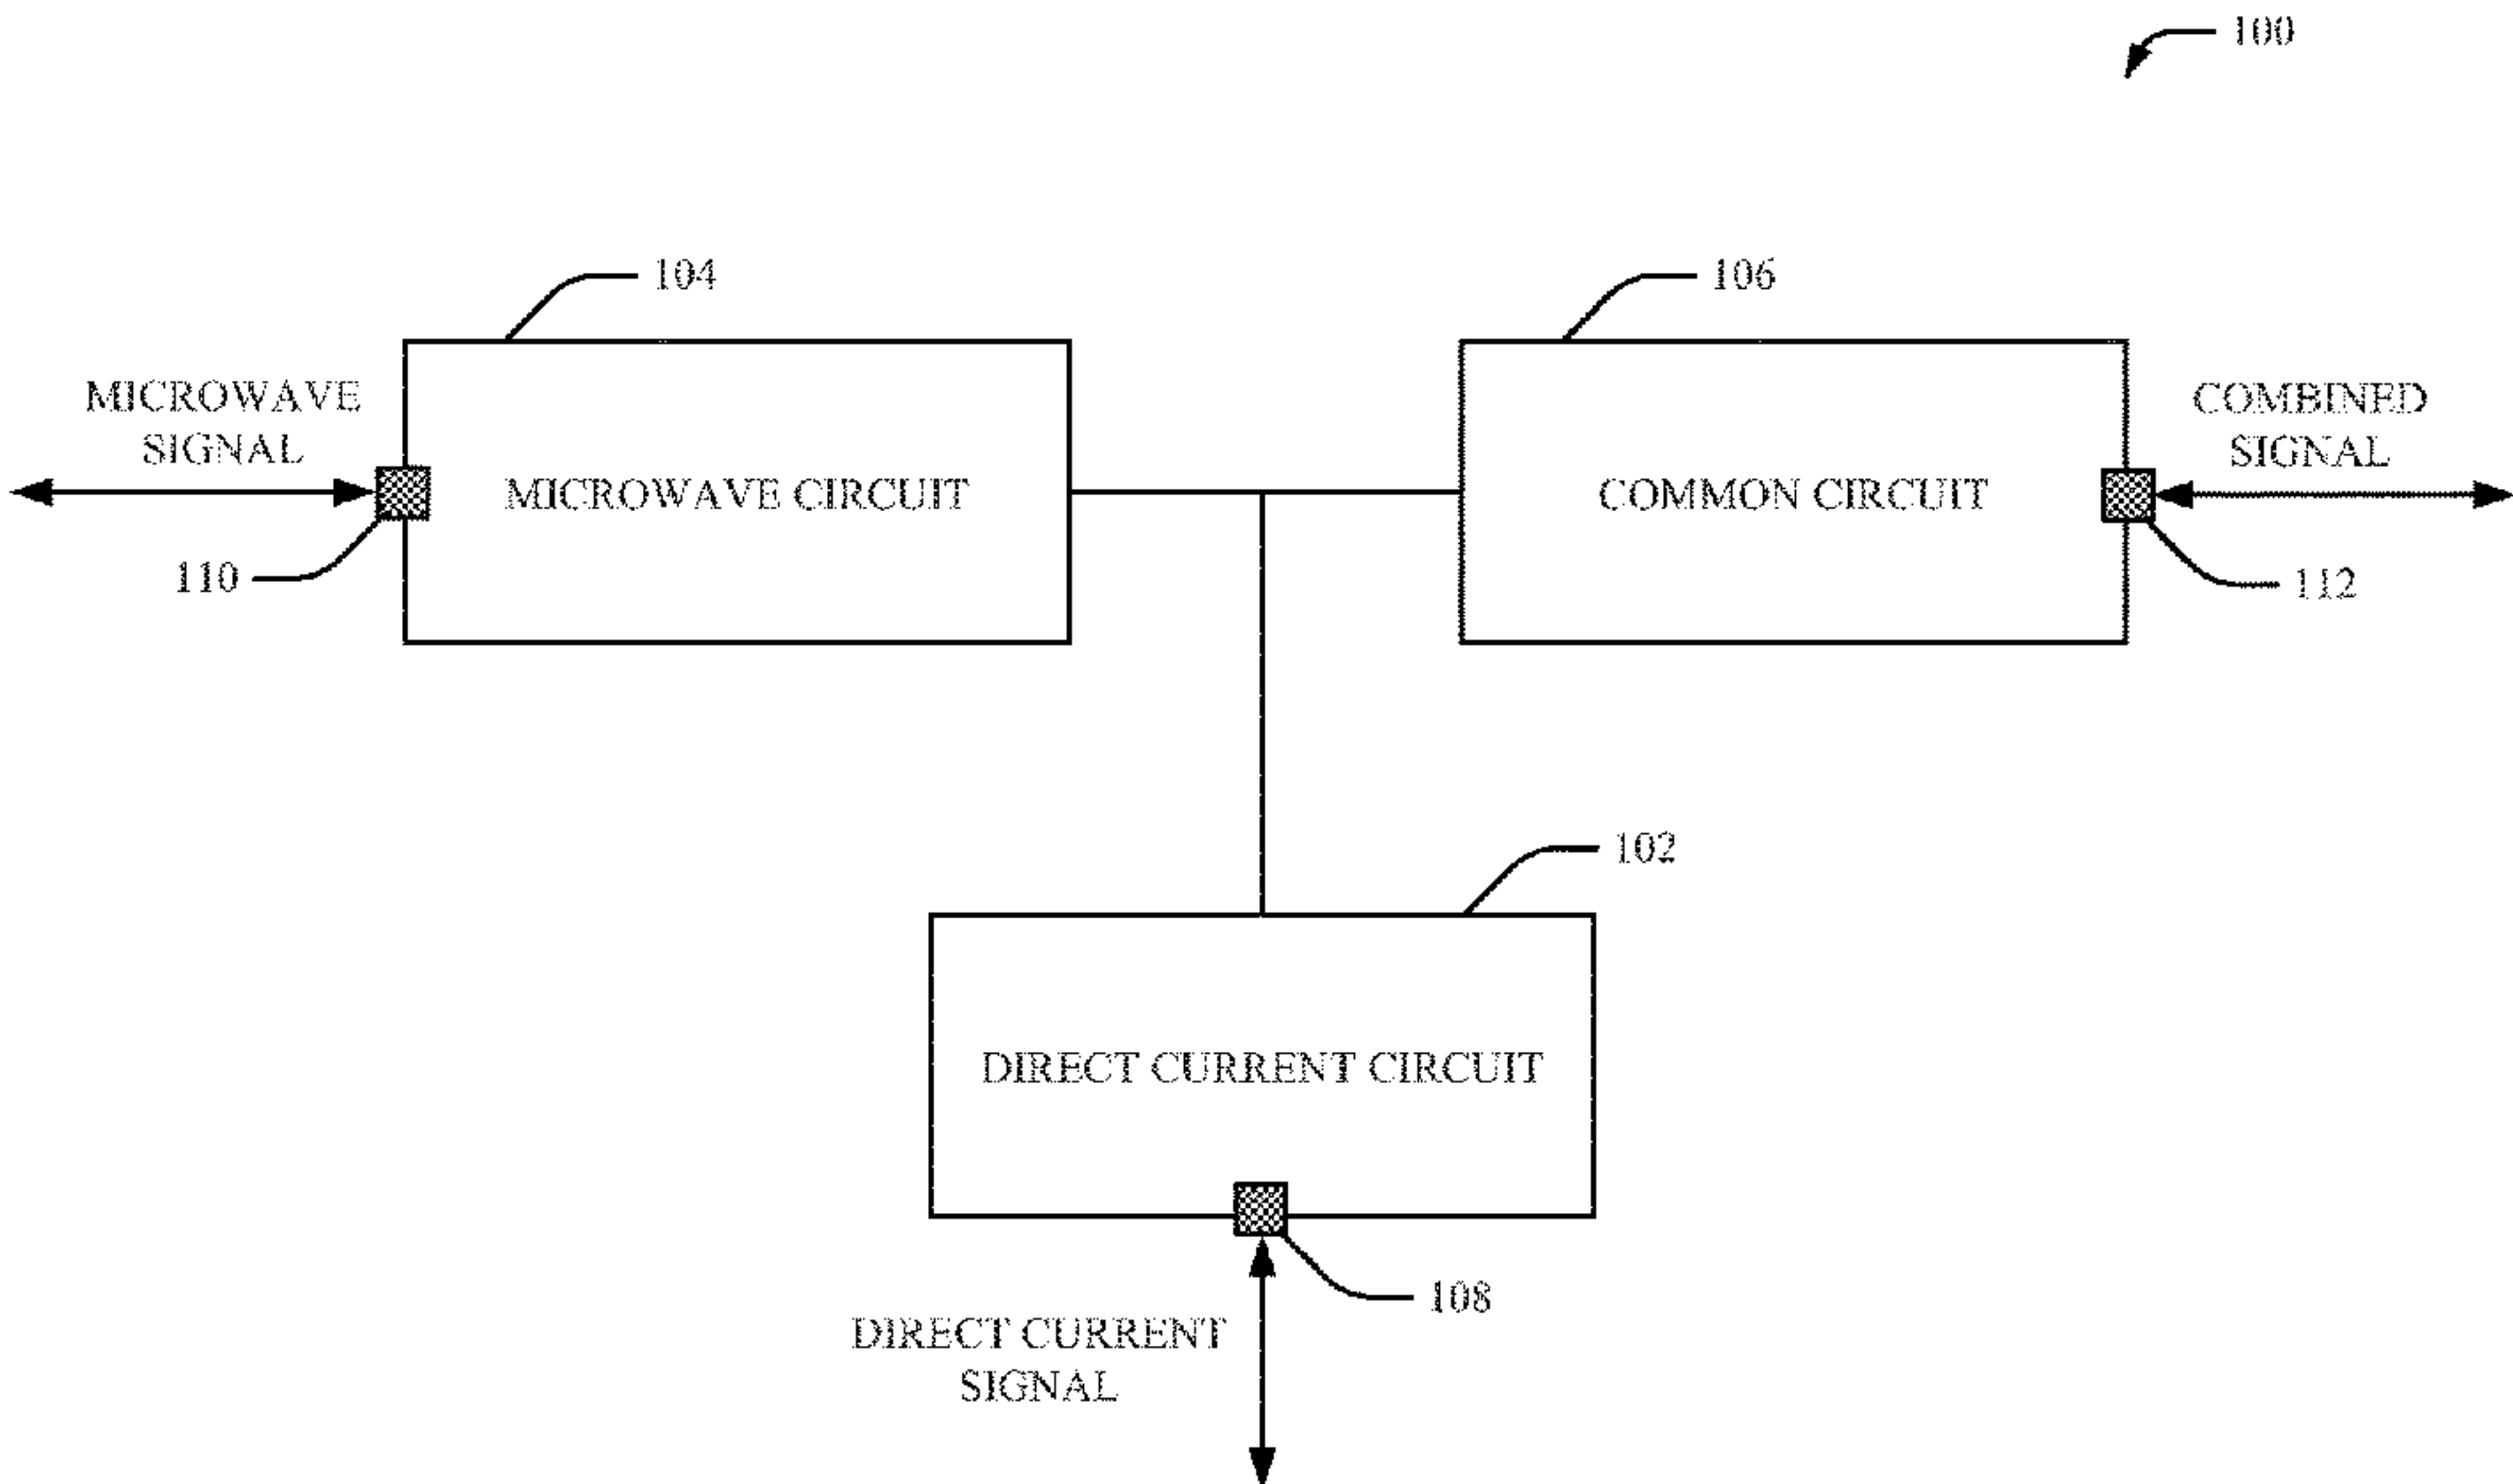 100
104
106
MICROWAVE
SIGNAL
COMBINED
SIGNAL
MICROWAVE CIRCUIT
COMMON CIRCUIT
110
112
102
DIRECT CURRENT CIRCUIT
108
DIRECT CURRENT
SIGNAL